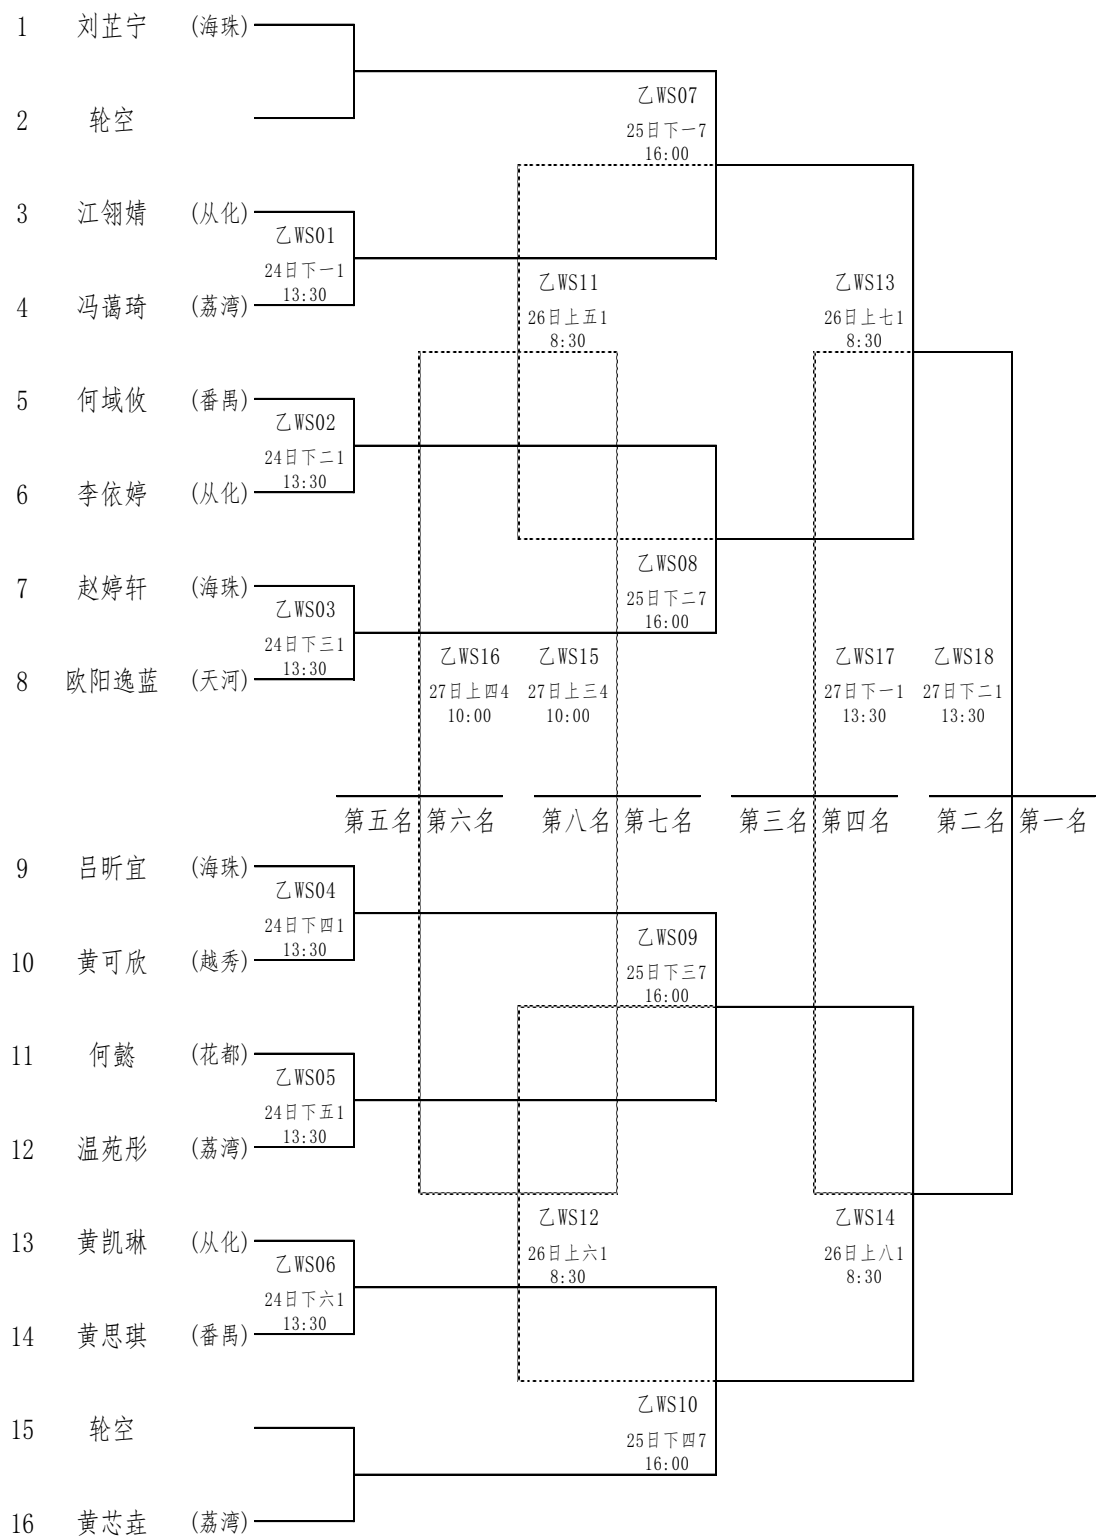 1 刘芷宁 (海珠)
乙WS07
2 轮空
25日下一7
16:00
3 江翎婧 (从化)
乙WS01
24日下一1
13:30
乙WS11
乙WS13
4 冯蔼琦 (荔湾)
26日上五1
26日上七1
8:30
8:30
5 何域攸 (番禺)
乙WS02
24日下二1
13:30
6 李依婷 (从化)
乙WS08
7 赵婷轩 (海珠)
25日下二7
乙WS03
16:00
24日下三1
乙WS16 乙WS15 乙WS17 乙WS18
13:30
8 欧阳逸蓝 (天河)
27日上四4 27日上三4 27日下一1 27日下二1
10:00 10:00 13:30 13:30
第五名 第六名 第八名 第七名 第三名 第四名 第二名 第一名
9 吕昕宜 (海珠)
乙WS04
24日下四1
乙WS09
13:30
10 黄可欣 (越秀)
25日下三7
16:00
11 何懿 (花都)
乙WS05
24日下五1
13:30
12 温苑彤 (荔湾)
乙WS12 乙WS14
13 黄凯琳 (从化)
26日上六1 26日上八1
乙WS06
8:30 8:30
24日下六1
13:30
14 黄思琪 (番禺)
乙WS10
15 轮空
25日下四7
16:00
16 黄芯垚 (荔湾)